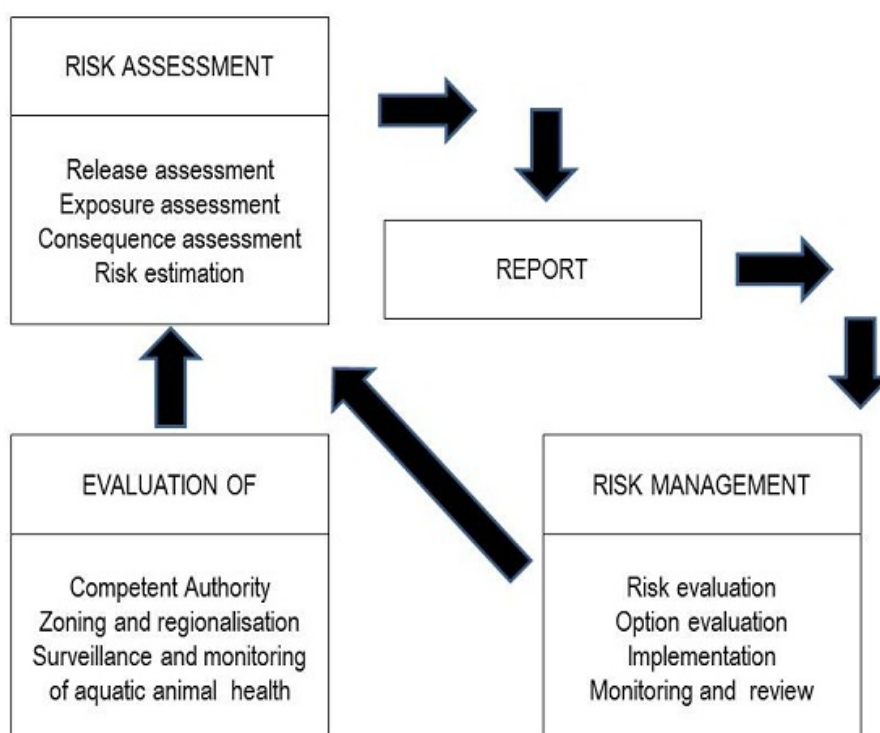 RISK ASSESSMENT
Release assessment
Exposure assessment
Consequence assessment
Risk estimation
REPORT
EVALUATION OF
Competent Authority
Zoning and regionalisation
Surveillance and monitoring
of aquatic animal health
RISK MANAGEMENT
Risk evaluation
Option evaluation
Implementation
Monitoring and review